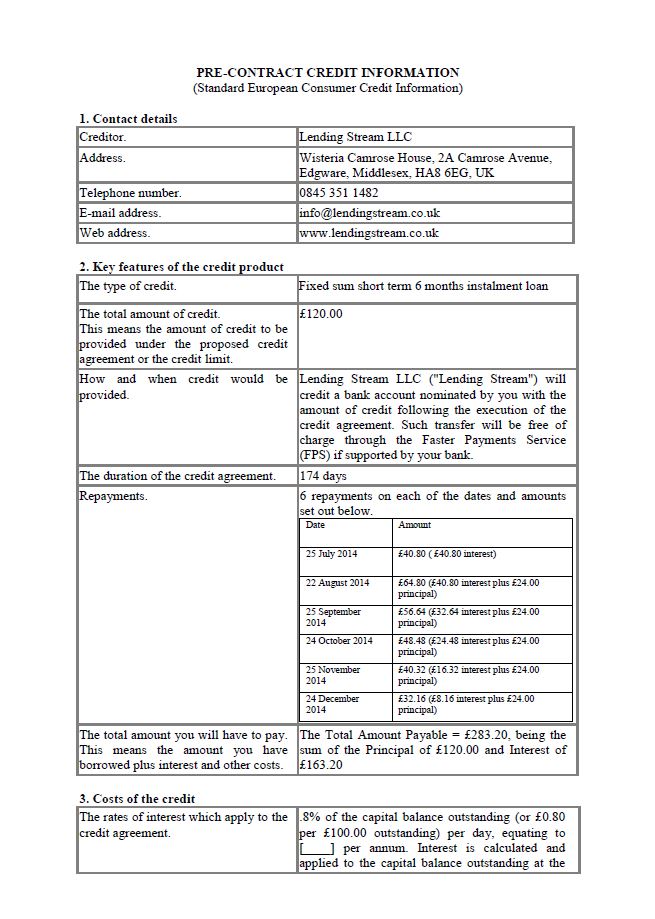 PRE-CONTRACT CREDIT INFORMATION
(Standard European Consumer Credit Information)
1. Contact details
Creditor.
Lending Stream LLC
Address.
Wisteria Camrose House, 2A Camrose Avenue,
Edgware, Middlesex, HA8 6EG, UK
Telephone number.
0845 351 1482
E-mail address.
info@lendingstream.co.uk
Web address.
www.lendingstream.co.uk
2. Key features of the credit product
The type of credit.
Fixed sum short term 6 months instalment loan
The total amount of credit.
This means the amount of credit to be
provided under the proposed credit
agreement or the credit limit.
£120.00
How and when credit would be
provided.
Lending Stream LLC ("Lending Stream") will
credit a bank account nominated by you with the
amount of credit following the execution of the
credit agreement. Such transfer will be free of
charge through the Faster Payments Service
(FPS) if supported by your bank.
The duration of the credit agreement.
174 days
Repayments.
6 repayments on each of the dates and amounts
set out below.
Date
Amount
25 July 2014
£40.80 ( £40.80 interest)
22 August 2014
£64.80 (£40.80 interest plus £24.00
principal)
25 September
2014
£56.64 (£32.64 interest plus £24.00
principal)
24 October 2014
£48.48 (£24.48 interest plus £24.00
principal)
25 November
2014
£40.32 (£16.32 interest plus £24.00
principal)
24 December
2014
£32.16 (£8.16 interest plus £24.00
principal)
The total amount you will have to pay.
This means the amount you have
borrowed plus interest and other costs.
The Total Amount Payable = £283.20, being the
sum of the Principal of £120.00 and Interest of
£163.20
3. Costs of the credit
The rates of interest which apply to the
credit agreement.
.8% of the capital balance outstanding (or £0.80
per £100.00 outstanding) per day, equating to
[____] per annum. Interest is calculated and
applied to the capital balance outstanding at the